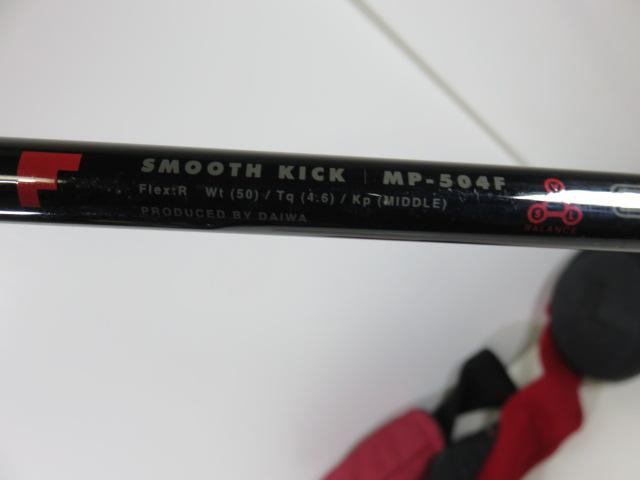 SMOOTH KICK | MP-504F
Flex:R Wt (50) / Tq (4.6) / Kp (MIDDLE)
PRODUCED BY DAIWA
V
S L
BALANCE